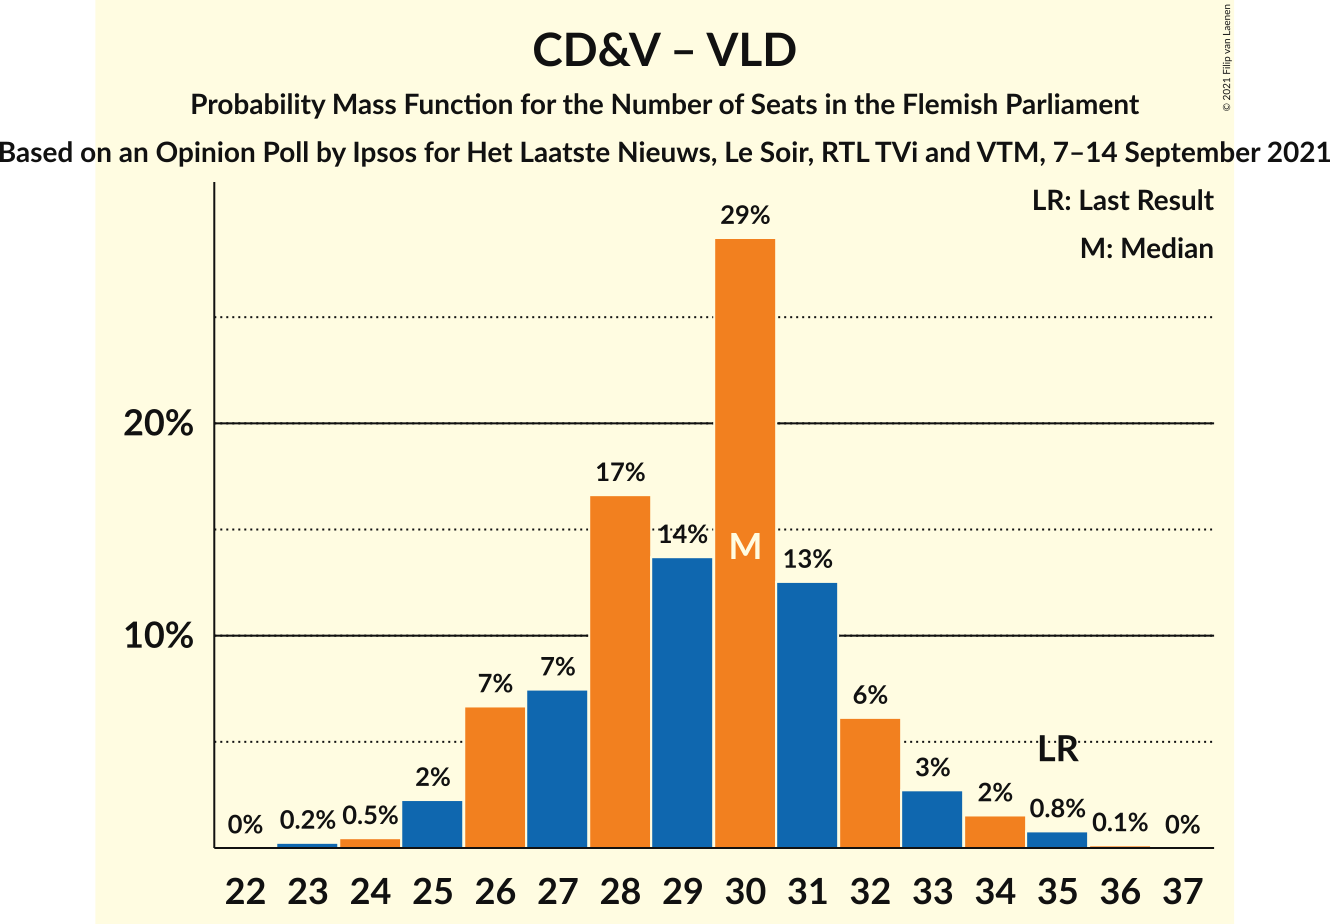 CD&V – VLD
Probability Mass Function for the Number of Seats in the Flemish Parliament
Based on an Opinion Poll by Ipsos for Het Laatste Nieuws, Le Soir, RTL TVi and VTM, 7–14 September 2021
© 2021 Filip van Laenen
LR: Last Result
M: Median
20%
10%
0%
0.2%
0.5%
2%
7%
7%
17%
14%
29%
M
13%
6%
3%
2%
LR
0.8%
0.1%
0%
22 23 24 25 26 27 28 29 30 31 32 33 34 35 36 37